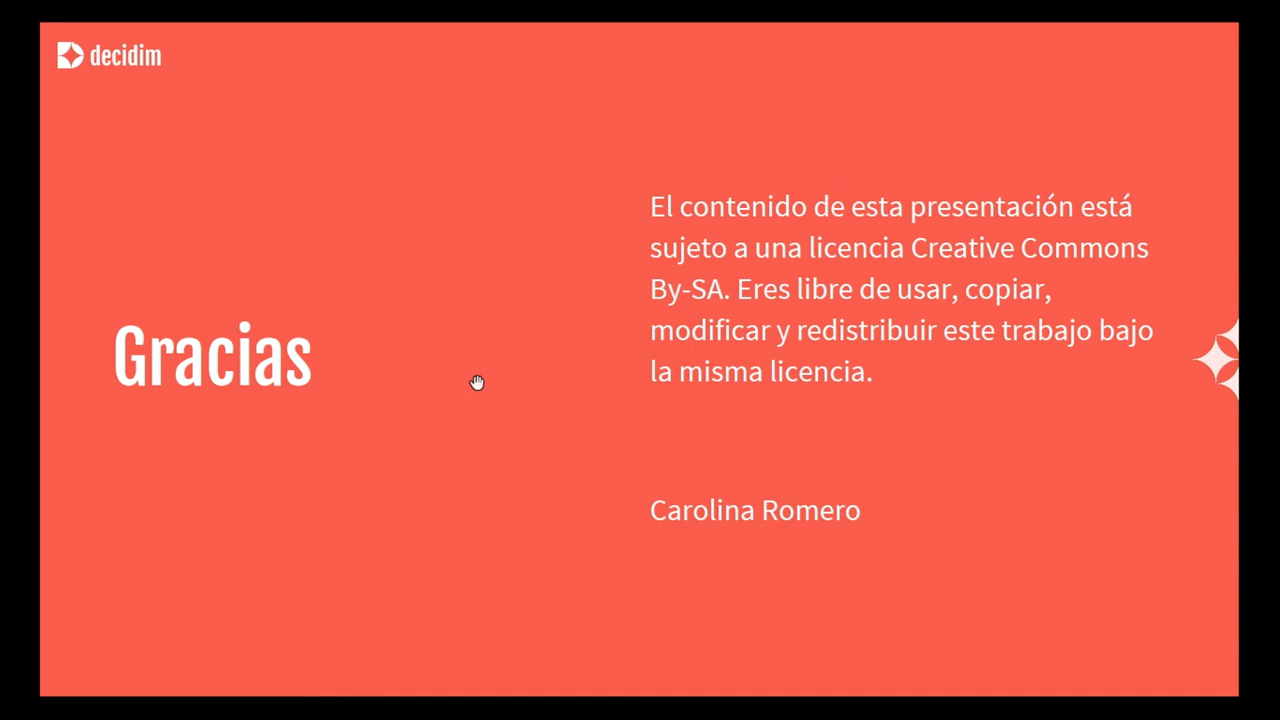 decidim
Gracias
El contenido de esta presentación está
sujeto a una licencia Creative Commons
By-SA. Eres libre de usar, copiar,
modificar y redistribuir este trabajo bajo
la misma licencia.
Carolina Romero